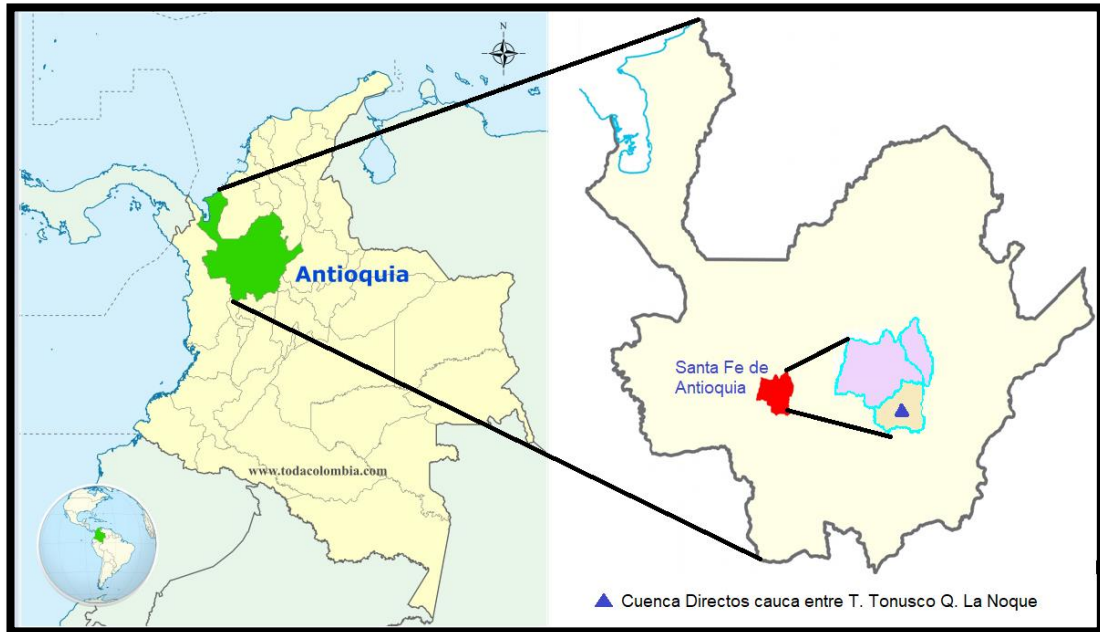 N
Antioquia
www.todacolombia.com
Santa Fe de
Antioquia
Cuenca Directos cauca entre T. Tonusco Q. La Noque